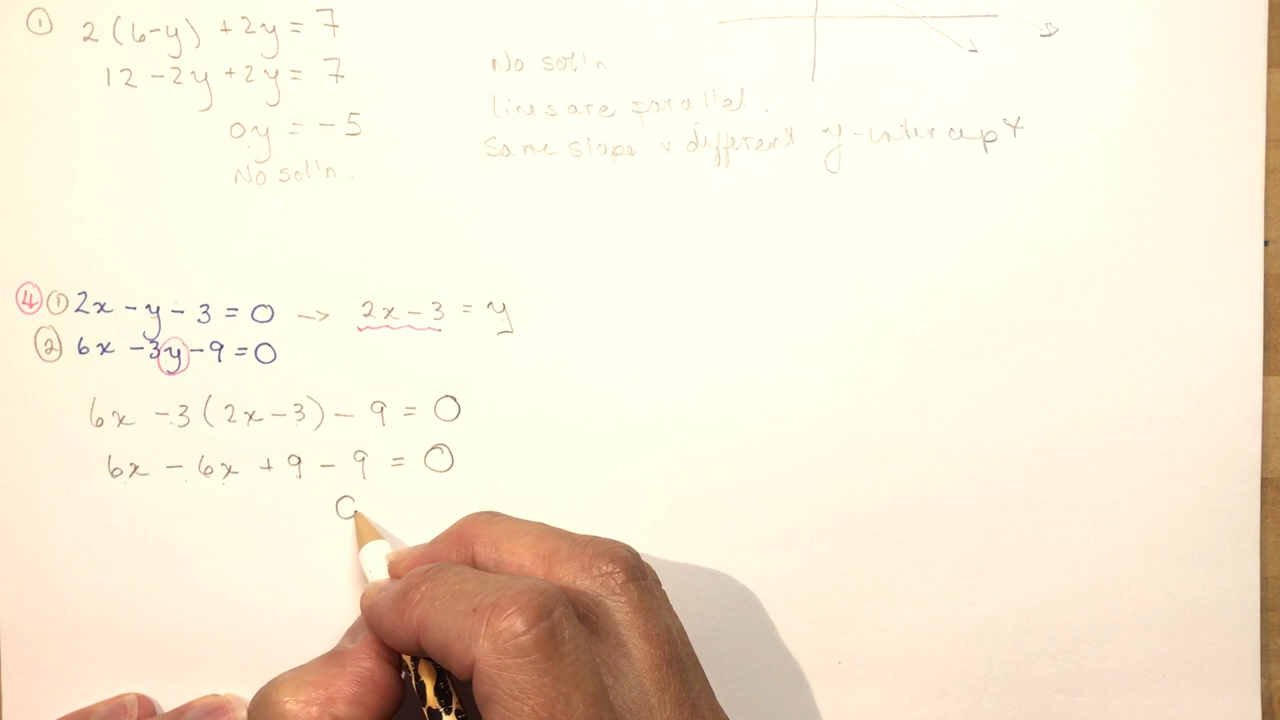 ① 2(6-y) + 2y = 7
12 - 2y + 2y = 7
0y = -5
No sol'n.
No sol'n
lines are parallel.
Same slope & different y-intercept
④ ① 2x - y - 3 = 0 → 2x - 3 = y
② 6x - 3y - 9 = 0
6x - 3(2x - 3) - 9 = 0
6x - 6x + 9 - 9 = 0
0